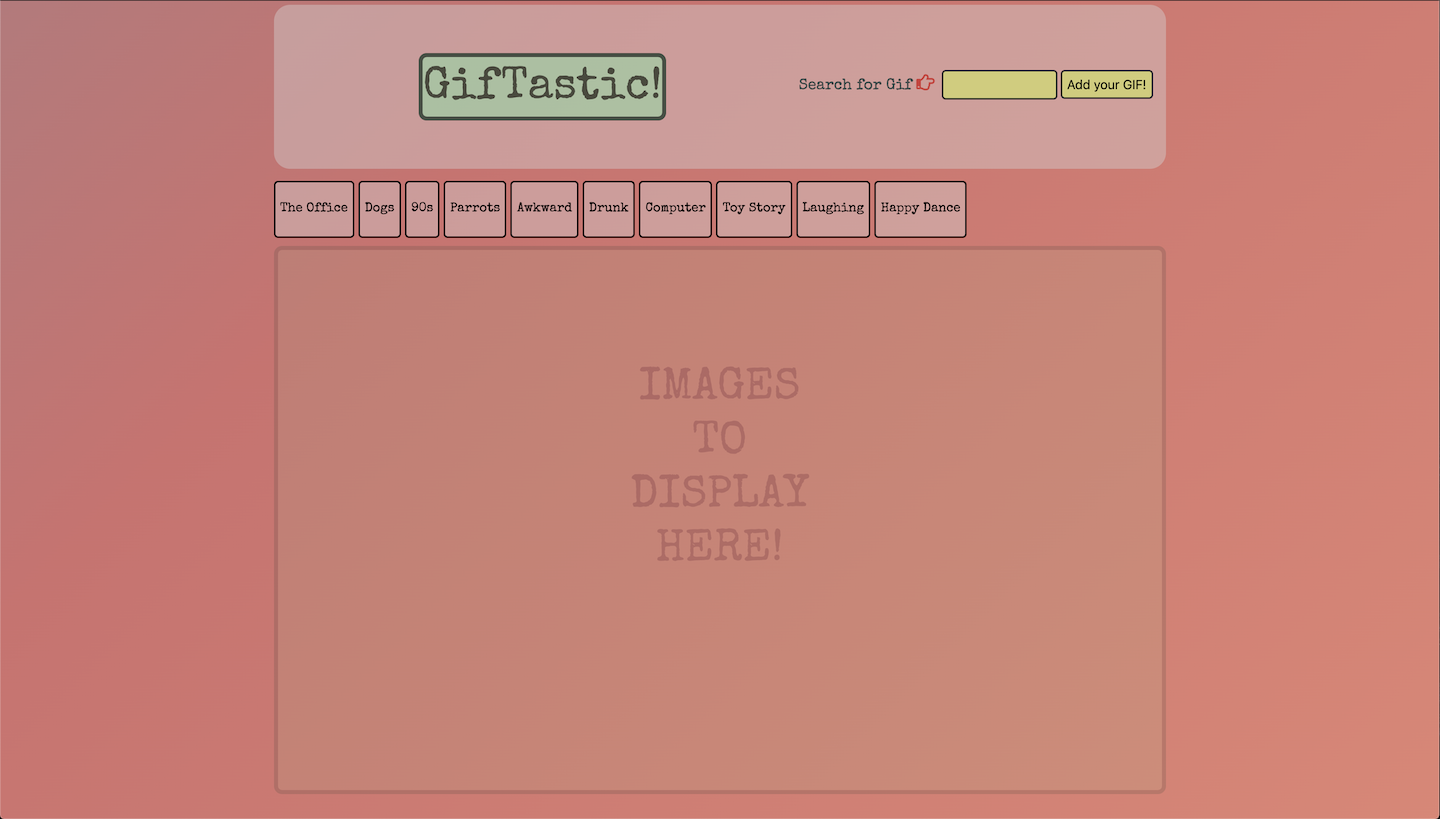 GifTastic!
Search for Gif
Add your GIF!
The Office Dogs 90s Parrots Awkward Drunk Computer Toy Story Laughing Happy Dance
IMAGES
TO
DISPLAY
HERE!